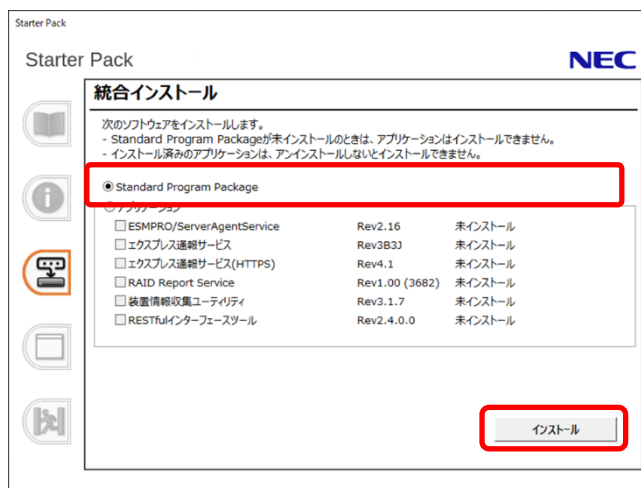 Starter Pack
Starter Pack
NEC
統合インストール
次のソフトウェアをインストールします。
- Standard Program Packageが未インストールのときは、アプリケーションはインストールできません。
- インストール済みのアプリケーションは、アンインストールしないとインストールできません。
Standard Program Package
アプリケーション
ESMPRO/ServerAgentService Rev2.16 未インストール
エクスプレス通報サービス Rev3B3J 未インストール
エクスプレス通報サービス(HTTPS) Rev4.1 未インストール
RAID Report Service Rev1.00 (3682) 未インストール
装置情報収集ユーティリティ Rev3.1.7 未インストール
RESTfulインターフェースツール Rev2.4.0.0 未インストール
インストール